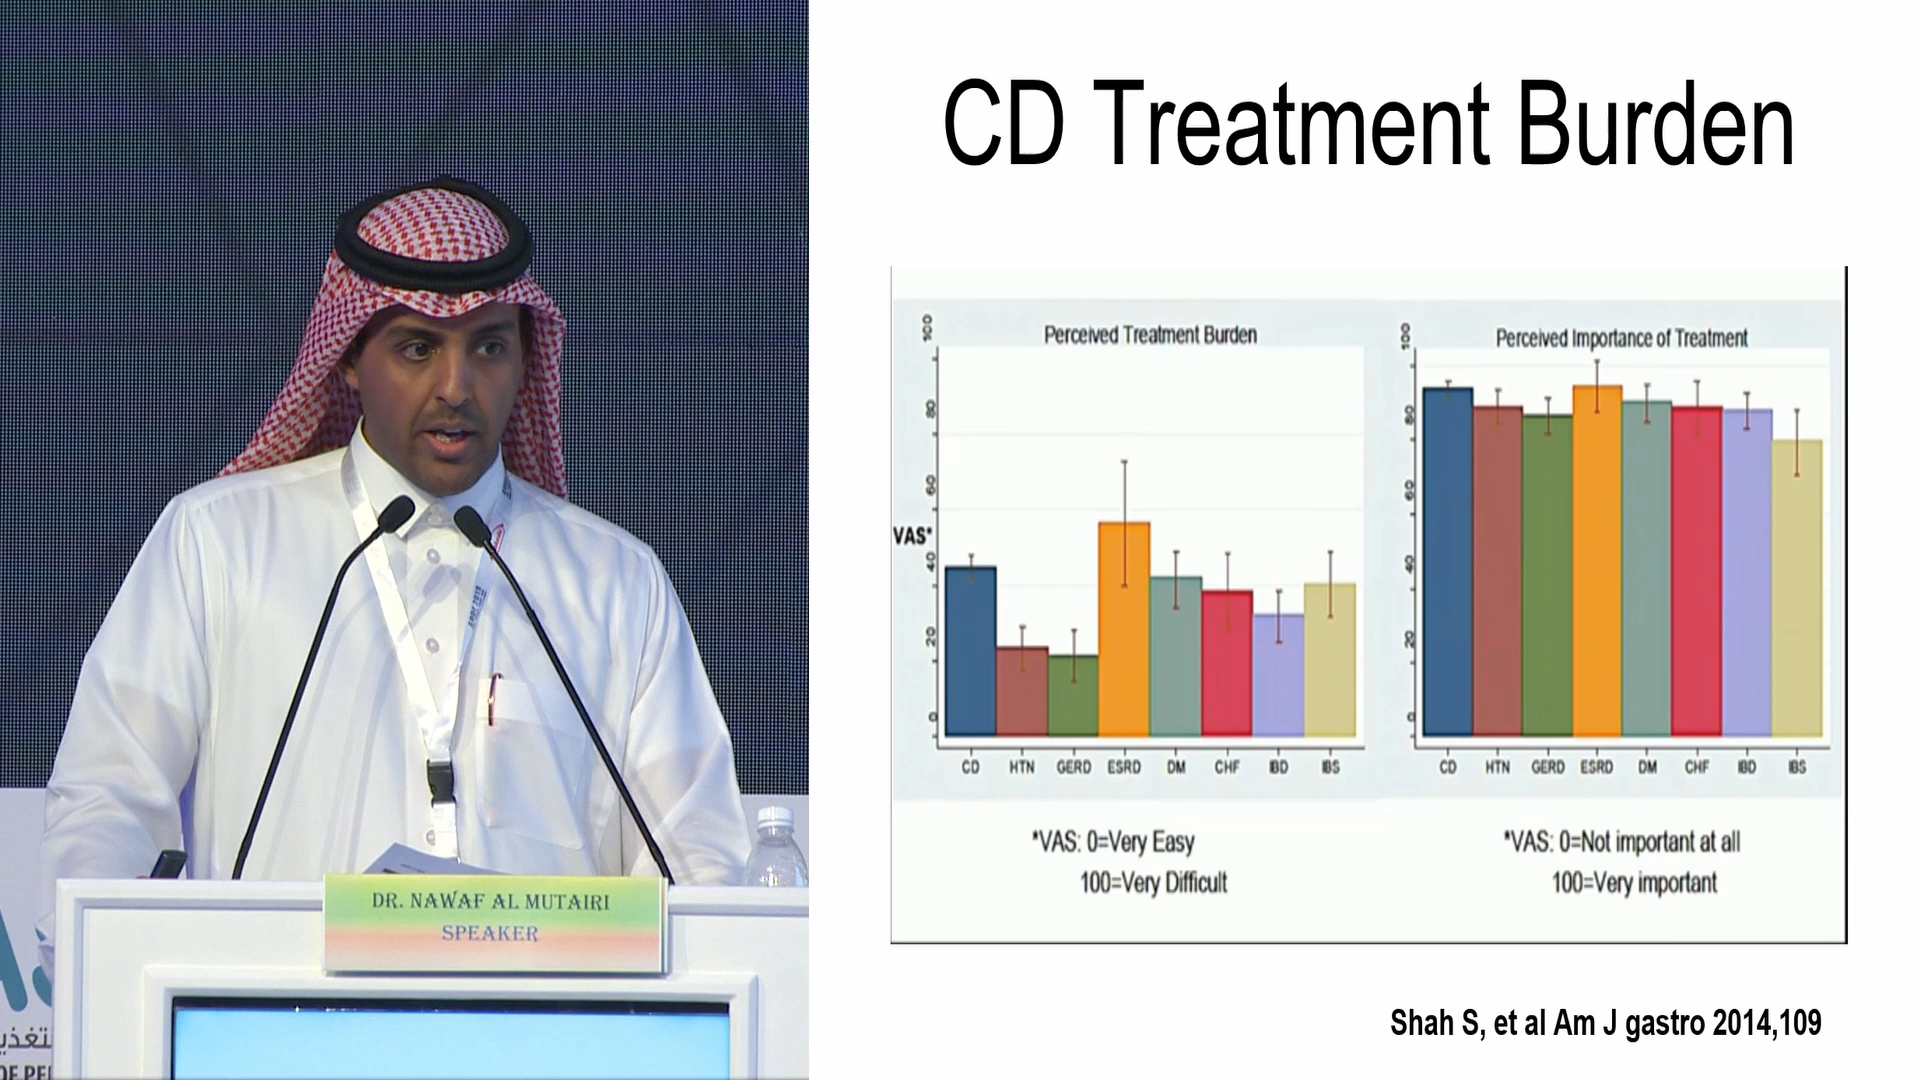 CD Treatment Burden
Perceived Treatment Burden
100
80
60
VAS*
40
20
0
CD HTN GERD ESRD DM CHF IBD IBS
*VAS: 0=Very Easy
100=Very Difficult
Perceived Importance of Treatment
100
80
60
40
20
0
CD HTN GERD ESRD DM CHF IBD IBS
*VAS: 0=Not important at all
100=Very important
Shah S, et al Am J gastro 2014,109
DR. NAWAF AL MUTAIRI
SPEAKER
OF